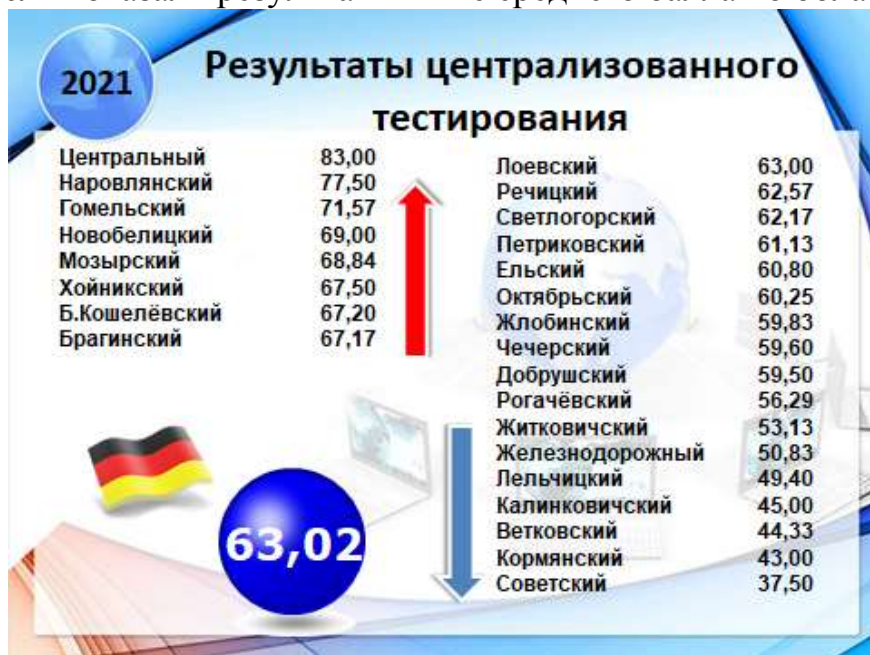 2021
Результаты централизованного
тестирования
Центральный 83,00
Наровлянский 77,50
Гомельский 71,57
Новобелицкий 69,00
Мозырский 68,84
Хойникский 67,50
Б.Кошелёвский 67,20
Брагинский 67,17
63,02
Лоевский 63,00
Речицкий 62,57
Светлогорский 62,17
Петриковский 61,13
Ельский 60,80
Октябрьский 60,25
Жлобинский 59,83
Чечерский 59,60
Добрушский 59,50
Рогачёвский 56,29
Житковичский 53,13
Железнодорожный 50,83
Лельчицкий 49,40
Калинковичский 45,00
Ветковский 44,33
Кормянский 43,00
Советский 37,50